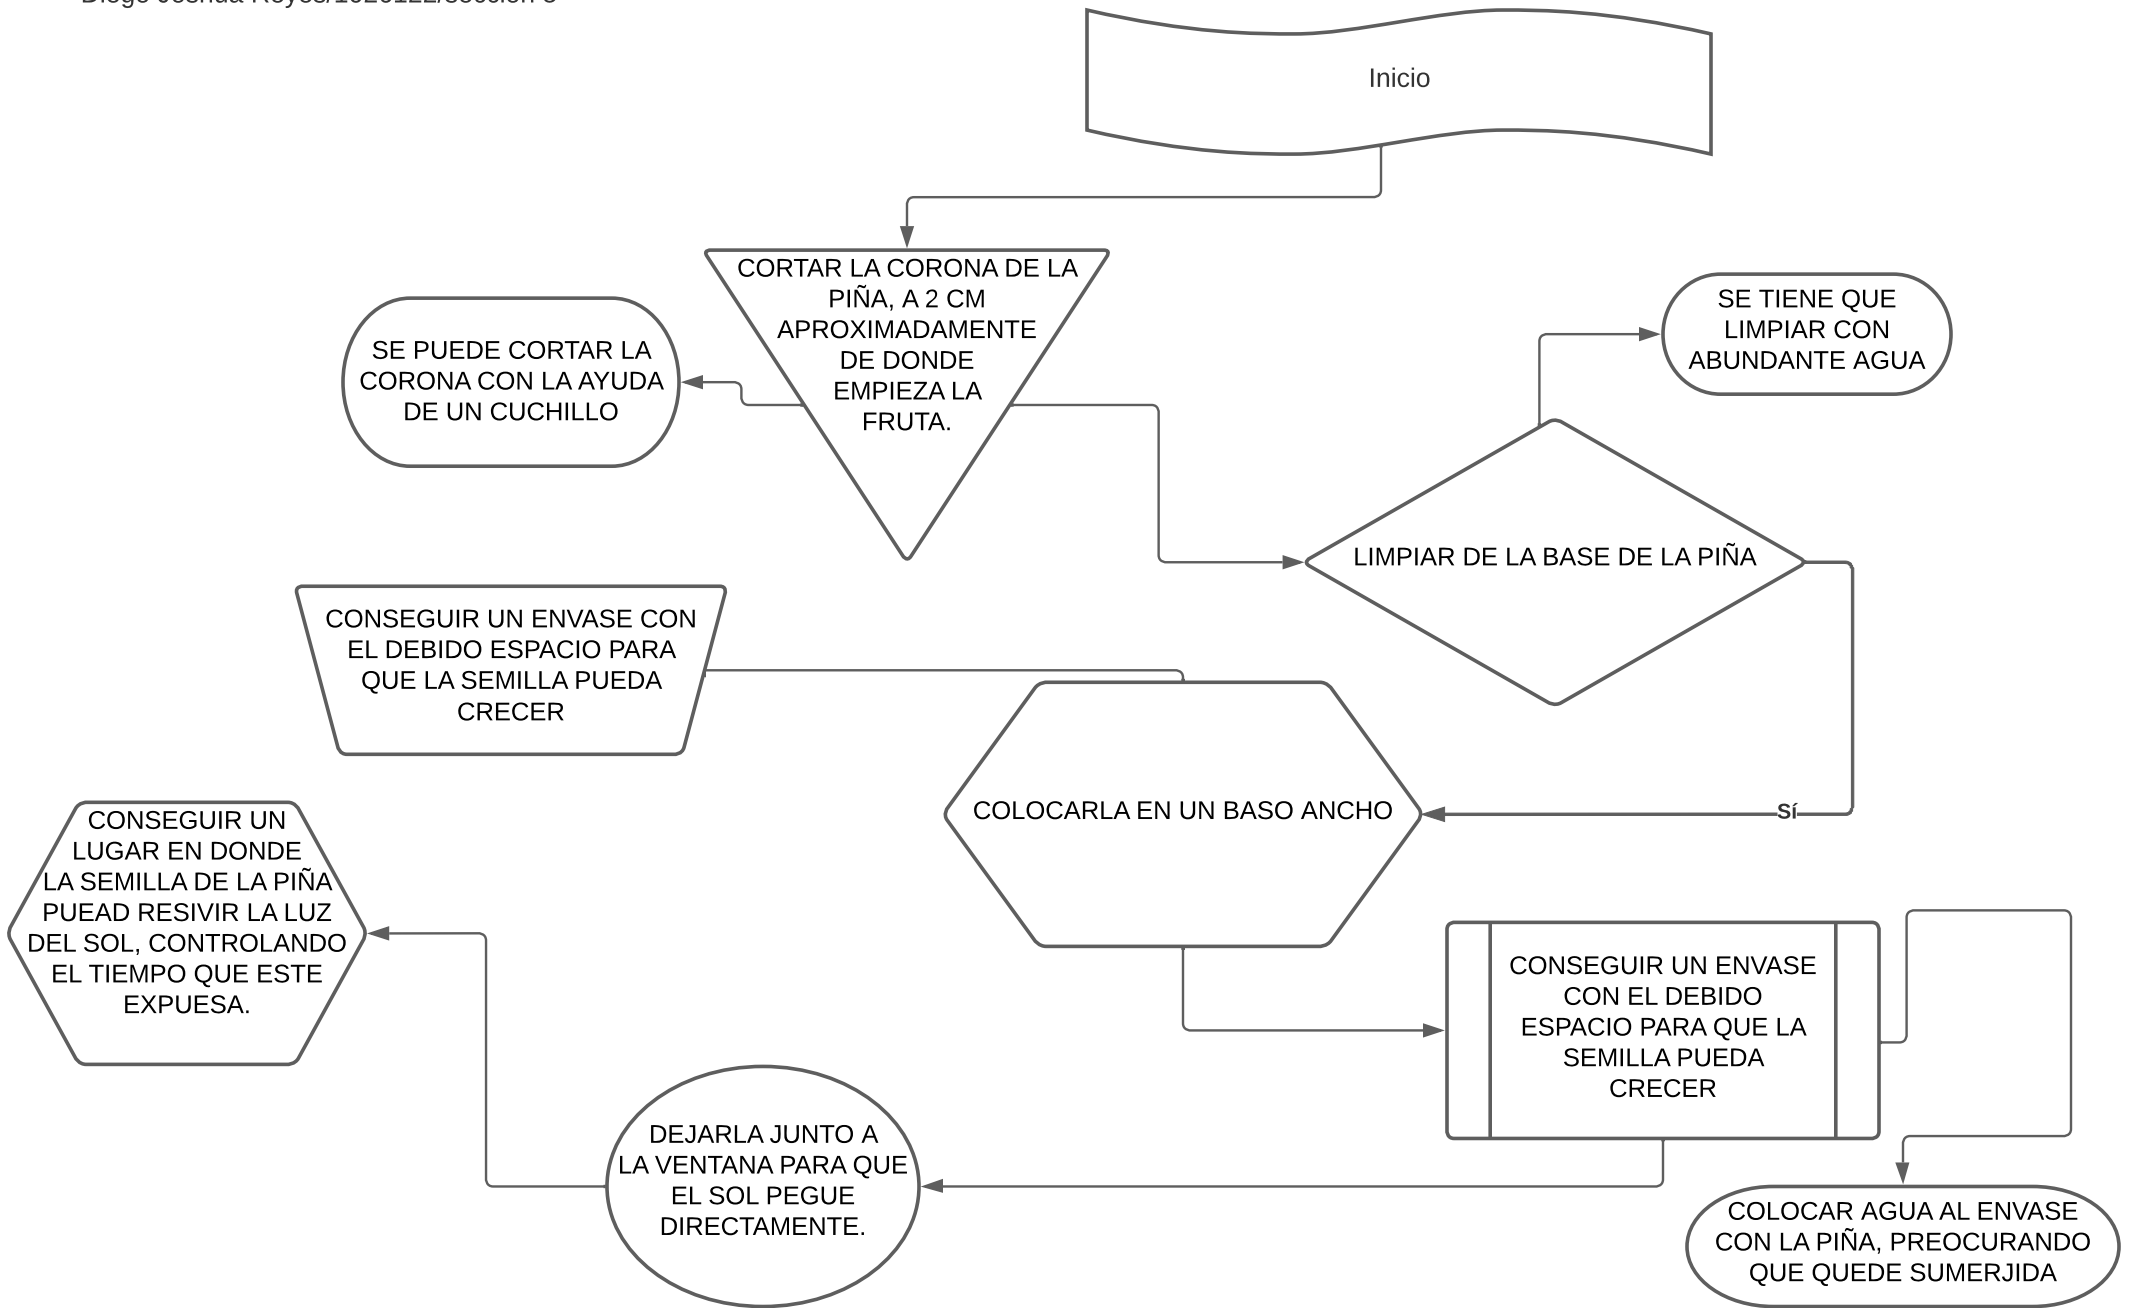 Inicio
CORTAR LA CORONA DE LA
PIÑA, A 2 CM
APROXIMADAMENTE
DE DONDE
EMPIEZA LA
FRUTA.
SE PUEDE CORTAR LA
CORONA CON LA AYUDA
DE UN CUCHILLO
SE TIENE QUE
LIMPIAR CON
ABUNDANTE AGUA
LIMPIAR DE LA BASE DE LA PIÑA
CONSEGUIR UN ENVASE CON
EL DEBIDO ESPACIO PARA
QUE LA SEMILLA PUEDA
CRECER
COLOCARLA EN UN BASO ANCHO
Sí
CONSEGUIR UN
LUGAR EN DONDE
LA SEMILLA DE LA PIÑA
PUEAD RESIVIR LA LUZ
DEL SOL, CONTROLANDO
EL TIEMPO QUE ESTE
EXPUESA.
CONSEGUIR UN ENVASE
CON EL DEBIDO
ESPACIO PARA QUE LA
SEMILLA PUEDA
CRECER
DEJARLA JUNTO A
LA VENTANA PARA QUE
EL SOL PEGUE
DIRECTAMENTE.
COLOCAR AGUA AL ENVASE
CON LA PIÑA, PREOCURANDO
QUE QUEDE SUMERJIDA